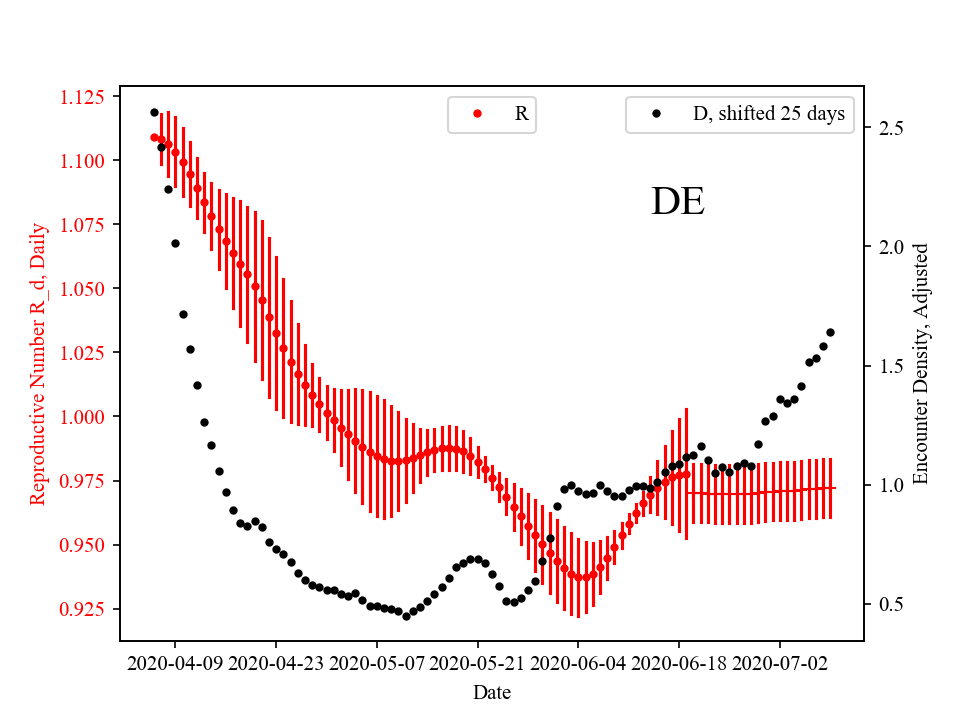 R
D, shifted 25 days
DE
Reproductive Number R_d, Daily
1.125
1.100
1.075
1.050
1.025
1.000
0.975
0.950
0.925
2.5
2.0
1.5
1.0
0.5
Encounter Density, Adjusted
2020-04-09 2020-04-23 2020-05-07 2020-05-21 2020-06-04 2020-06-18 2020-07-02
Date